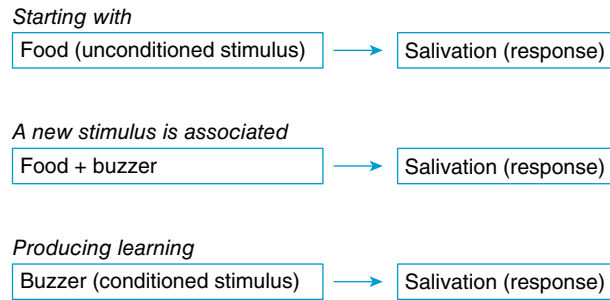 Starting with
Food (unconditioned stimulus) Salivation (response)
A new stimulus is associated
Food + buzzer Salivation (response)
Producing learning
Buzzer (conditioned stimulus) Salivation (response)